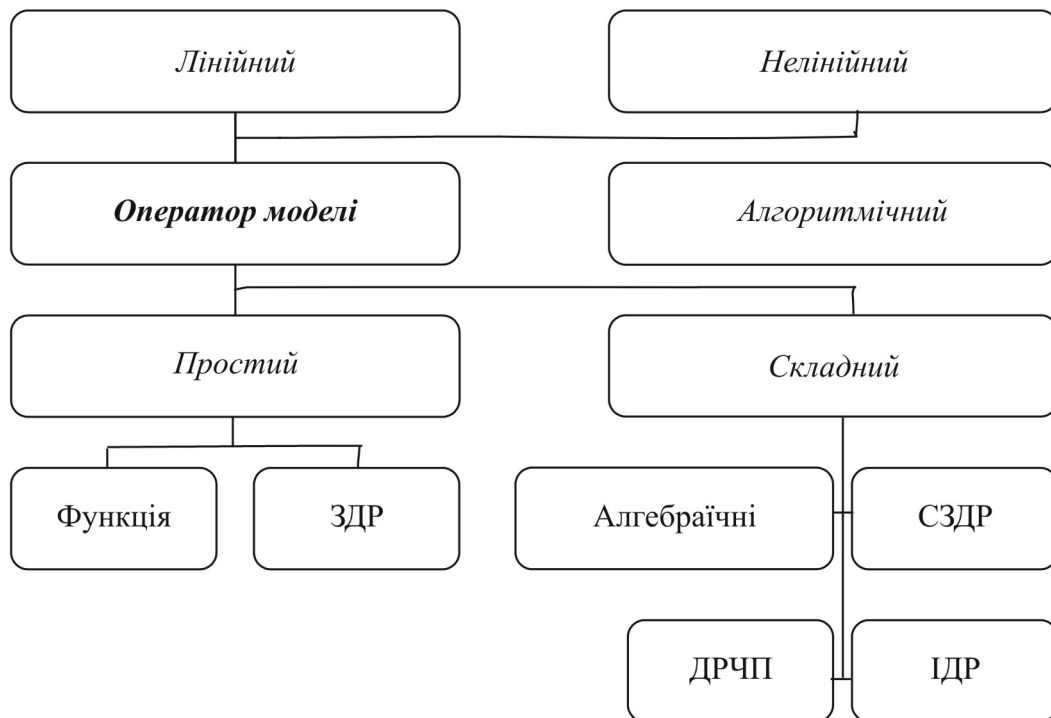 Лінійний
Нелінійний
Оператор моделі
Алгоритмічний
Простий
Складний
Функція
ЗДР
Алгебраїчні
СЗДР
ДРЧП
ІДР